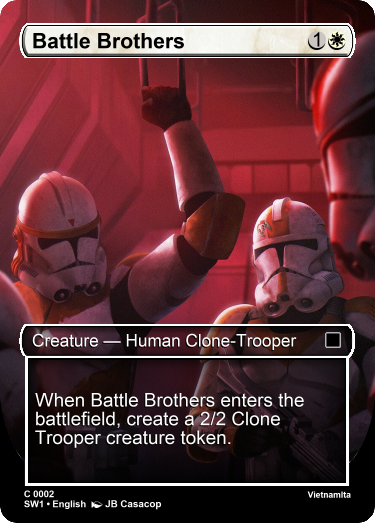 Battle Brothers 1
Creature — Human Clone-Trooper
When Battle Brothers enters the
battlefield, create a 2/2 Clone
Trooper creature token.
C 0002
SW1 • English JB Casacop
Vietnamita